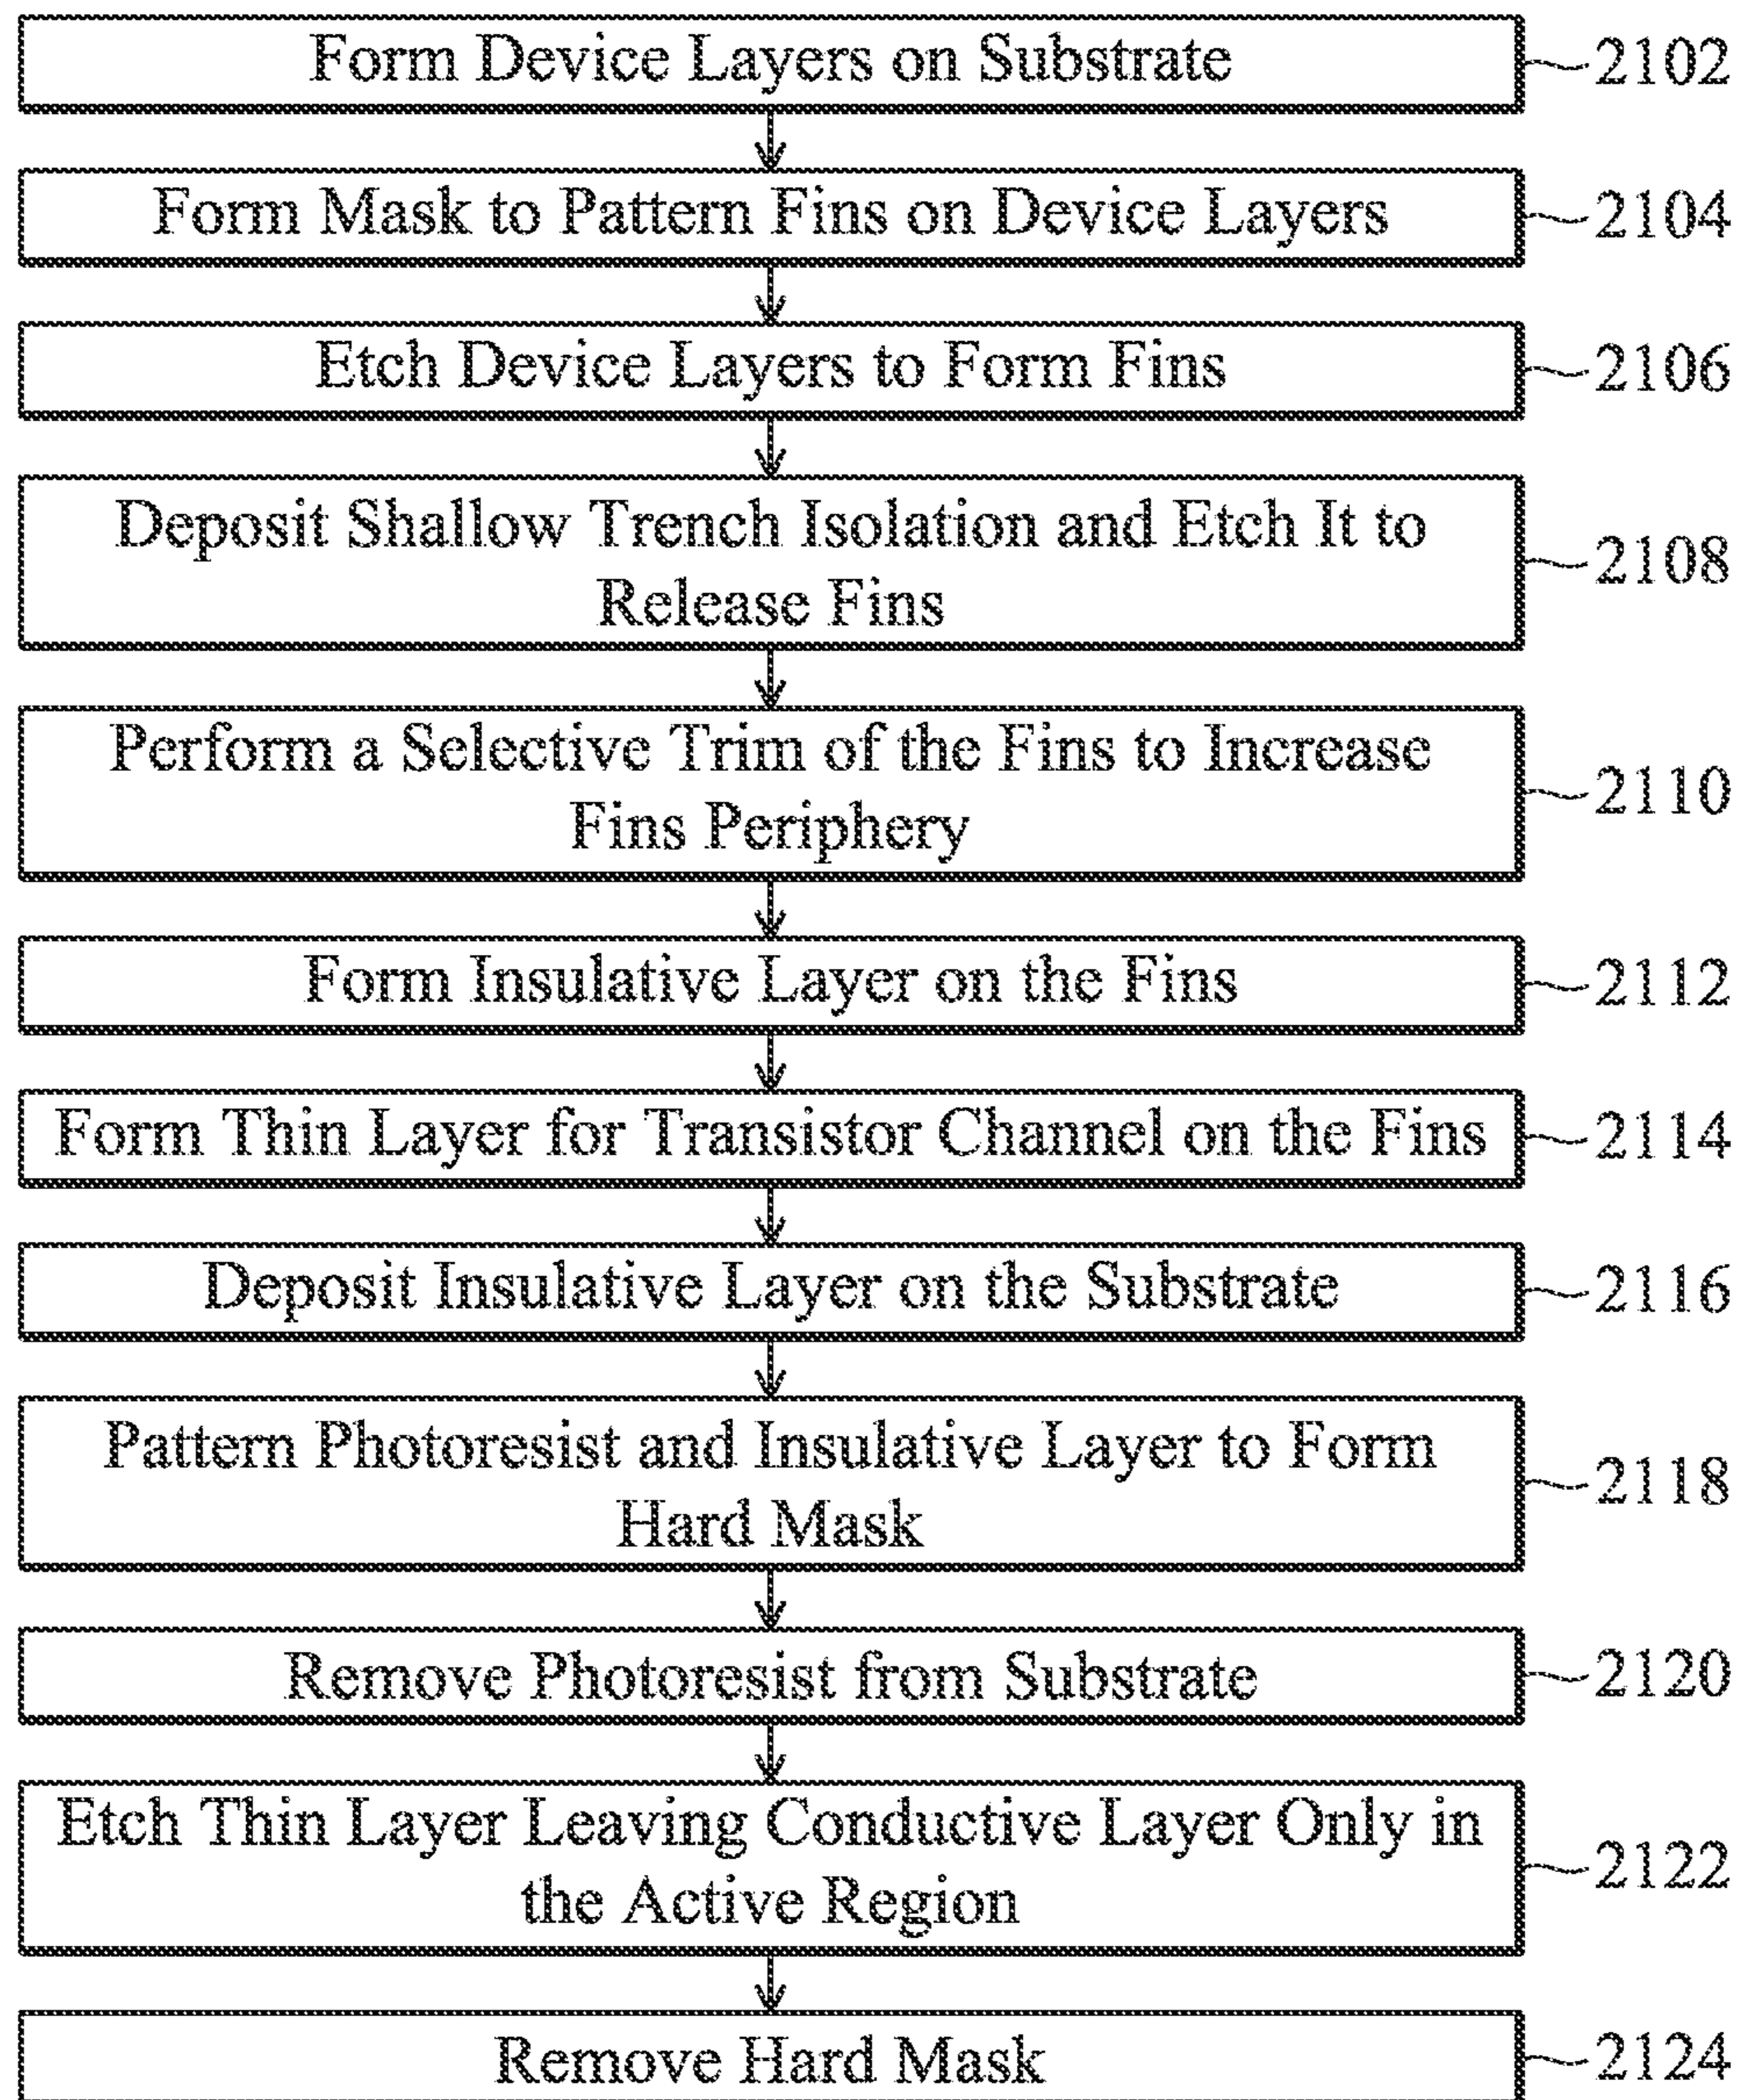 Form Device Layers on Substrate 2102
Form Mask to Pattern Fins on Device Layers 2104
Etch Device Layers to Form Fins 2106
Deposit Shallow Trench Isolation and Etch It to
Release Fins
2108
Perform a Selective Trim of the Fins to Increase
Fins Periphery
2110
Form Insulative Layer on the Fins 2112
Form Thin Layer for Transistor Channel on the Fins 2114
Deposit Insulative Layer on the Substrate 2116
Pattern Photoresist and Insulative Layer to Form
Hard Mask
2118
Remove Photoresist from Substrate 2120
Etch Thin Layer Leaving Conductive Layer Only in
the Active Region
2122
Remove Hard Mask 2124